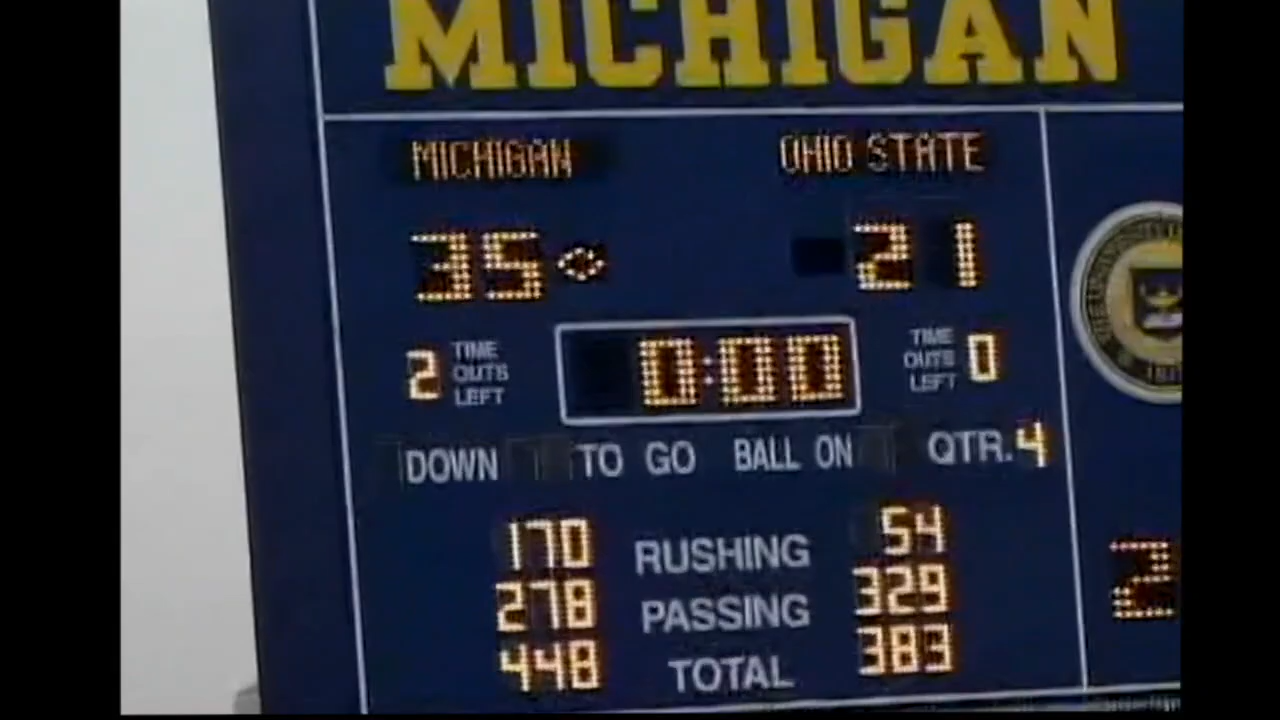 MICHIGAN
MICHIGAN OHIO STATE
35 21
2 TIME OUTS LEFT 0:00 TIME OUTS LEFT 0
DOWN TO GO BALL ON QTR. 4
170 RUSHING 54
278 PASSING 329
448 TOTAL 383
2